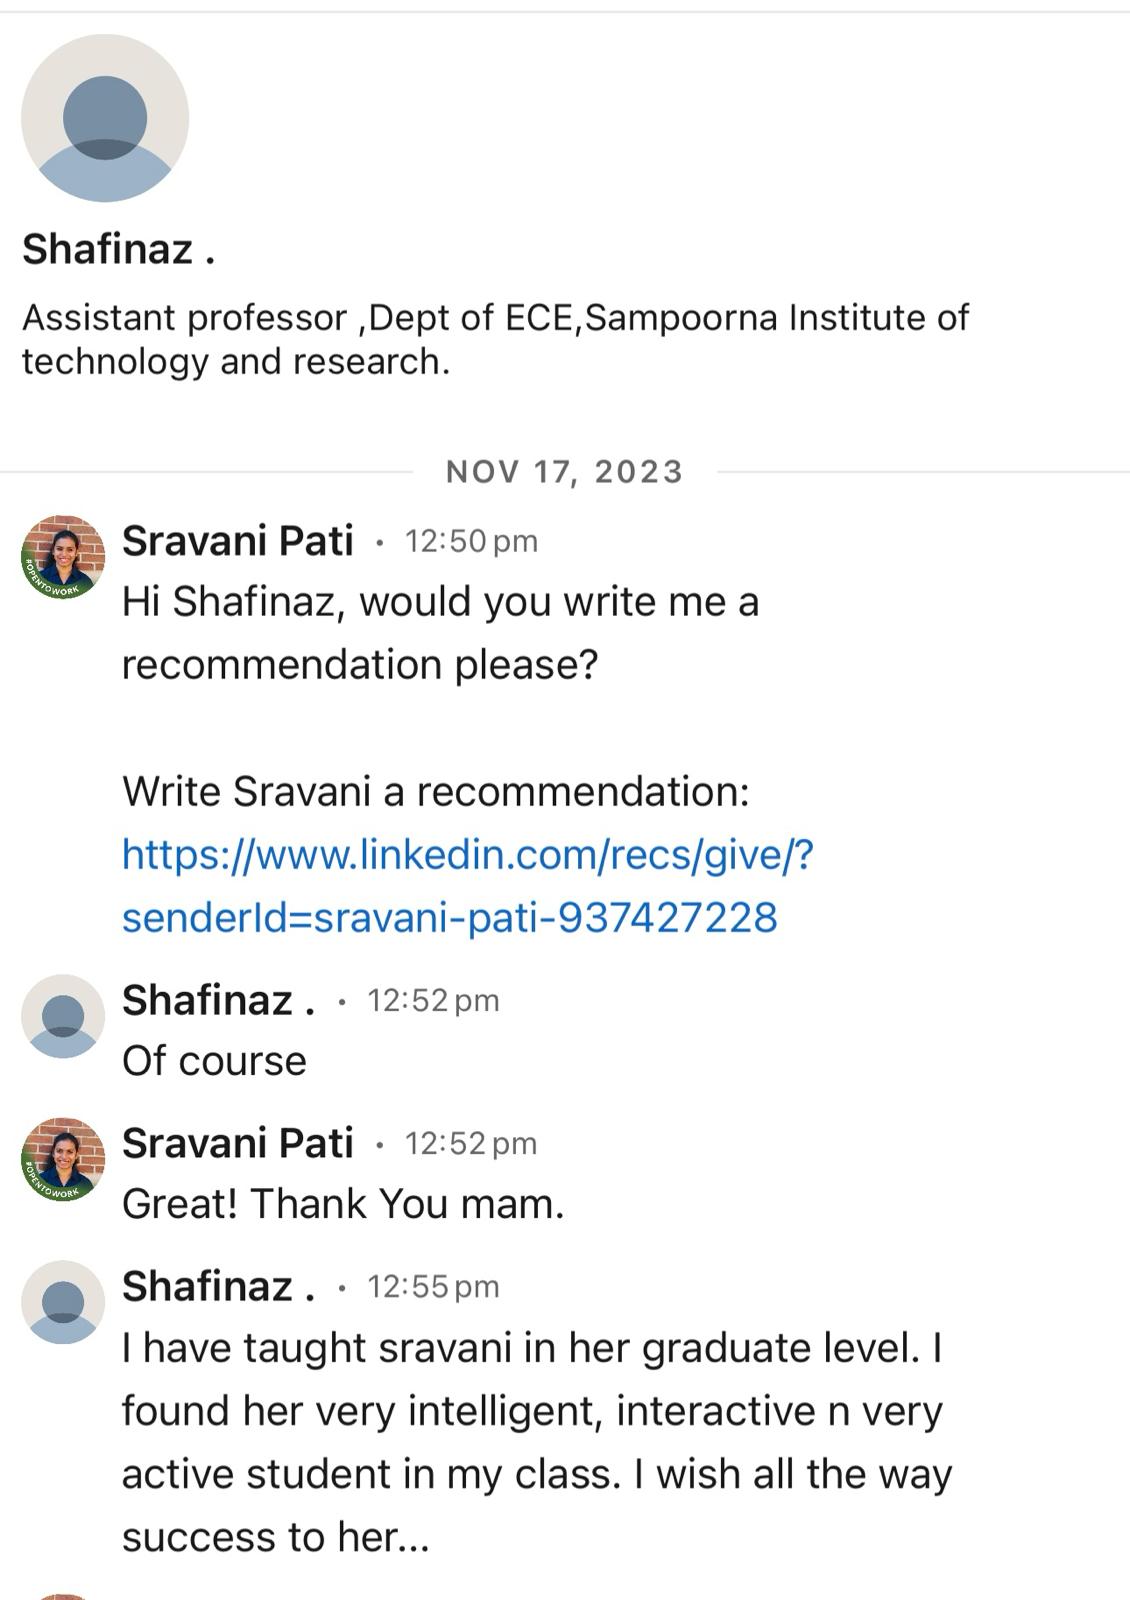 Shafinaz .
Assistant professor ,Dept of ECE,Sampoorna Institute of
technology and research.
NOV 17, 2023
Sravani Pati • 12:50 pm
Hi Shafinaz, would you write me a
recommendation please?
Write Sravani a recommendation:
https://www.linkedin.com/recs/give/?
senderId=sravani-pati-937427228
#OPENTOWORK
Shafinaz . • 12:52 pm
Of course
Sravani Pati • 12:52 pm
Great! Thank You mam.
#OPENTOWORK
Shafinaz . • 12:55 pm
I have taught sravani in her graduate level. I
found her very intelligent, interactive n very
active student in my class. I wish all the way
success to her...